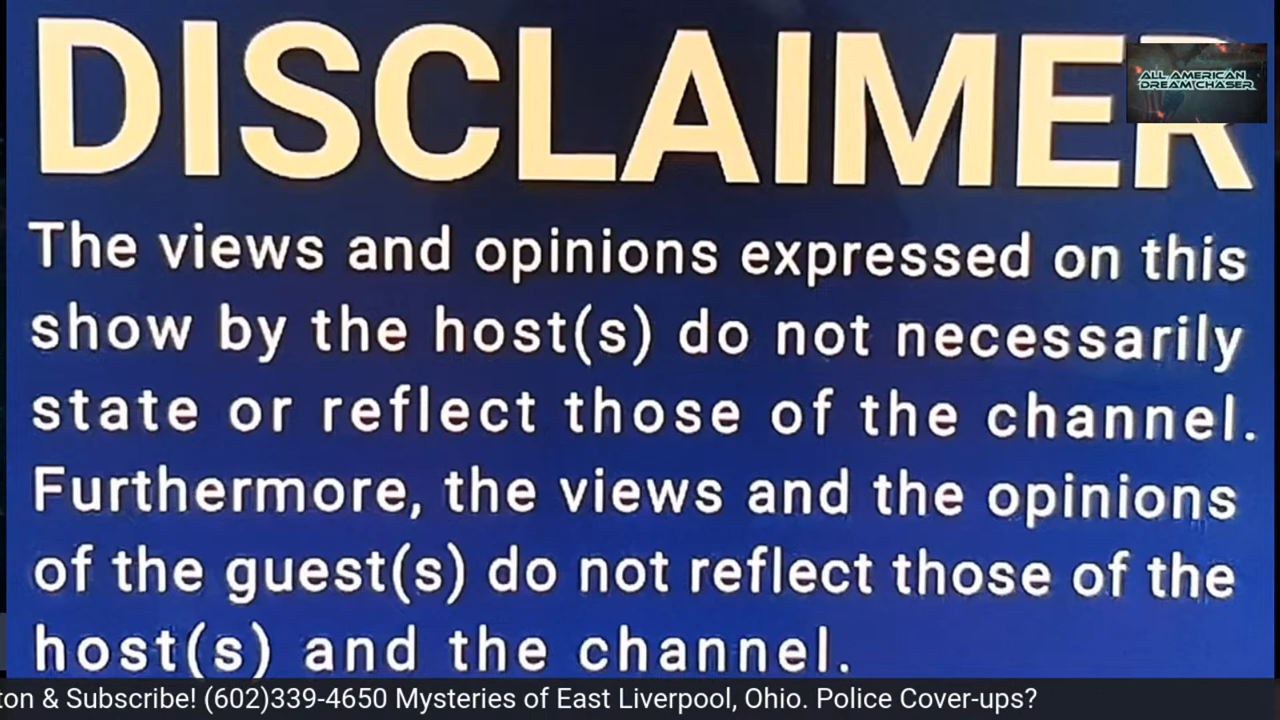 DISCLAIMER
ALL AMERICAN
DREAM CHASER
The views and opinions expressed on this
show by the host(s) do not necessarily
state or reflect those of the channel.
Furthermore, the views and the opinions
of the guest(s) do not reflect those of the
host(s) and the channel.
ton & Subscribe! (602)339-4650 Mysteries of East Liverpool, Ohio. Police Cover-ups?